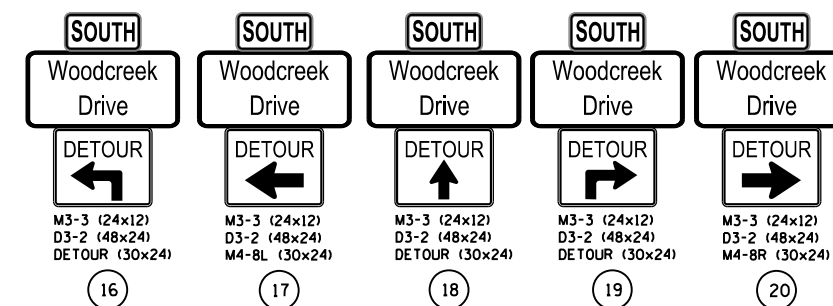 SOUTH
Woodcreek
Drive
DETOUR
M3-3 (24x12)
D3-2 (48x24)
DETOUR (30x24)
16
SOUTH
Woodcreek
Drive
DETOUR
M3-3 (24x12)
D3-2 (48x24)
M4-8L (30x24)
17
SOUTH
Woodcreek
Drive
DETOUR
M3-3 (24x12)
D3-2 (48x24)
DETOUR (30x24)
18
SOUTH
Woodcreek
Drive
DETOUR
M3-3 (24x12)
D3-2 (48x24)
DETOUR (30x24)
19
SOUTH
Woodcreek
Drive
DETOUR
M3-3 (24x12)
D3-2 (48x24)
M4-8R (30x24)
20